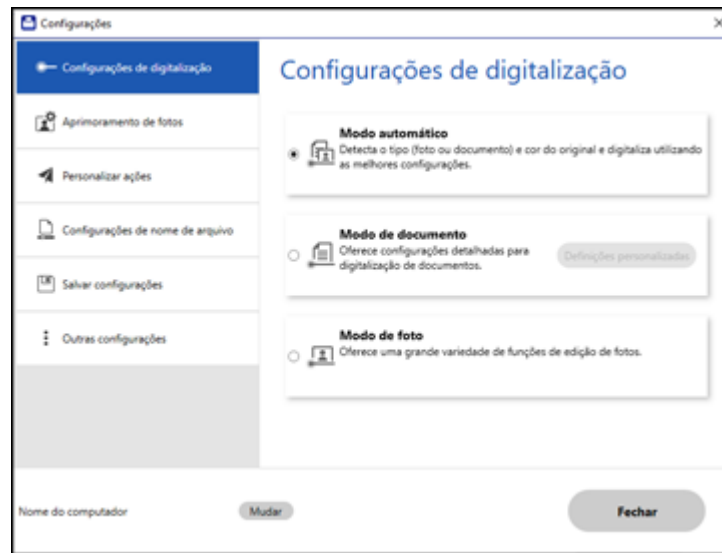 Configurações
Configurações de digitalização
Aprimoramento de fotos
Personalizar ações
Configurações de nome de arquivo
Salvar configurações
Outras configurações
Configurações de digitalização
Modo automático
Detecta o tipo (foto ou documento) e cor do original e digitaliza utilizando
as melhores configurações.
Modo de documento
Oferece configurações detalhadas para
digitalização de documentos.
Definições personalizadas
Modo de foto
Oferece uma grande variedade de funções de edição de fotos.
Nome do computador
Mudar
Fechar